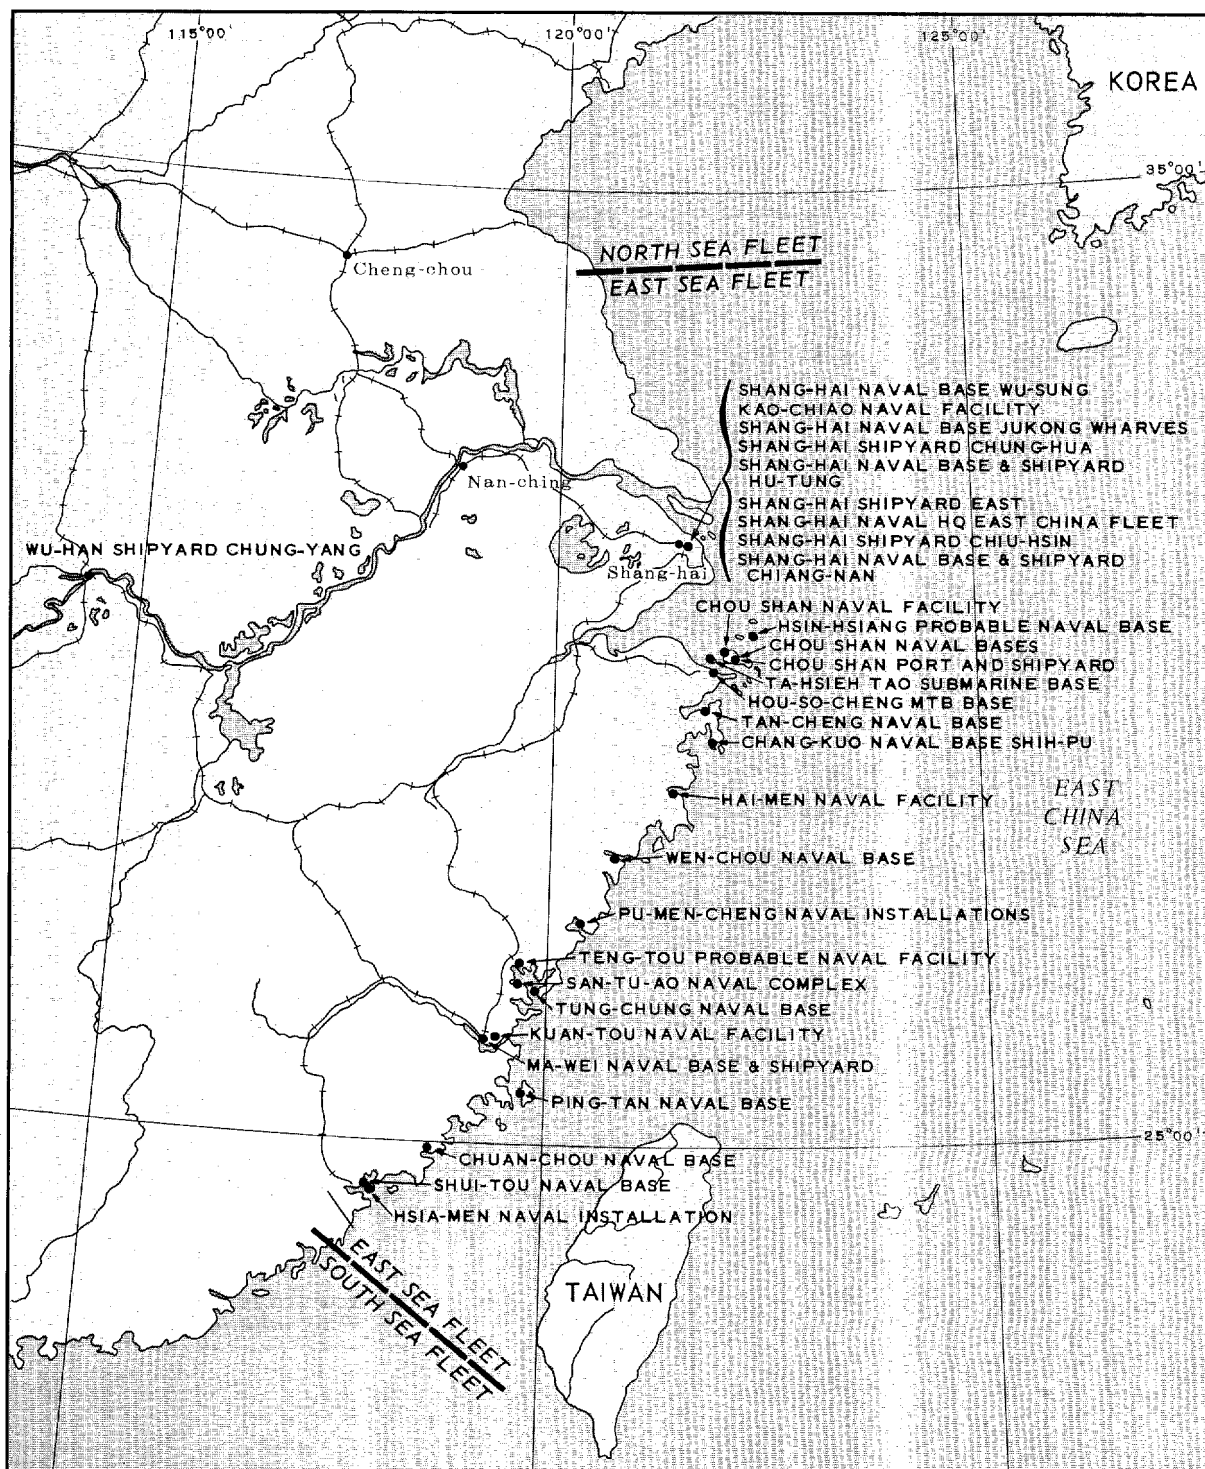 115°00'
120°00'
125°00'
KOREA
35°00'
NORTH SEA FLEET
EAST SEA FLEET
Cheng-chou
SHANG-HAI NAVAL BASE WU-SUNG
KAO-CHIAO NAVAL FACILITY
SHANG-HAI NAVAL BASE JUKONG WHARVES
SHANG-HAI SHIPYARD CHUNG-HUA
SHANG-HAI NAVAL BASE & SHIPYARD
HU-TUNG
SHANG-HAI SHIPYARD EAST
SHANG-HAI NAVAL HQ EAST CHINA FLEET
SHANG-HAI SHIPYARD CHIU-HSIN
SHANG-HAI NAVAL BASE & SHIPYARD
CHIANG-NAN
Nan-ching
WU-HAN SHIPYARD CHUNG-YANG
Shang-hai
CHOU SHAN NAVAL FACILITY
HSIN-HSIANG PROBABLE NAVAL BASE
CHOU SHAN NAVAL BASES
CHOU SHAN PORT AND SHIPYARD
TA-HSIEH TAO SUBMARINE BASE
HOU-SO-CHENG MTB BASE
TAN-CHENG NAVAL BASE
CHANG-KUO NAVAL BASE SHIH-PU
HAI-MEN NAVAL FACILITY
EAST
CHINA
SEA
WEN-CHOU NAVAL BASE
PU-MEN-CHENG NAVAL INSTALLATIONS
TENG-TOU PROBABLE NAVAL FACILITY
SAN-TU-AO NAVAL COMPLEX
TUNG-CHUNG NAVAL BASE
KUAN-TOU NAVAL FACILITY
MA-WEI NAVAL BASE & SHIPYARD
PING-TAN NAVAL BASE
25°00'
CHUAN-CHOU NAVAL BASE
SHUI-TOU NAVAL BASE
HSIA-MEN NAVAL INSTALLATION
EAST SEA FLEET
SOUTH SEA FLEET
TAIWAN